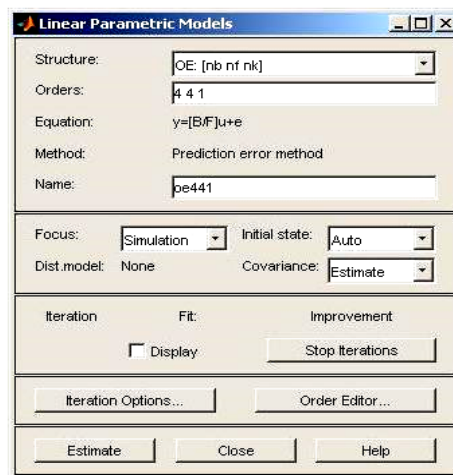 Linear Parametric Models
Structure: OE: [nb nf nk]
Orders: 4 4 1
Equation: y=[B/F]u+e
Method: Prediction error method
Name: oe441
Focus: Simulation Initial state: Auto
Dist.model: None Covariance: Estimate
Iteration Fit: Improvement
Display Stop Iterations
Iteration Options... Order Editor...
Estimate Close Help